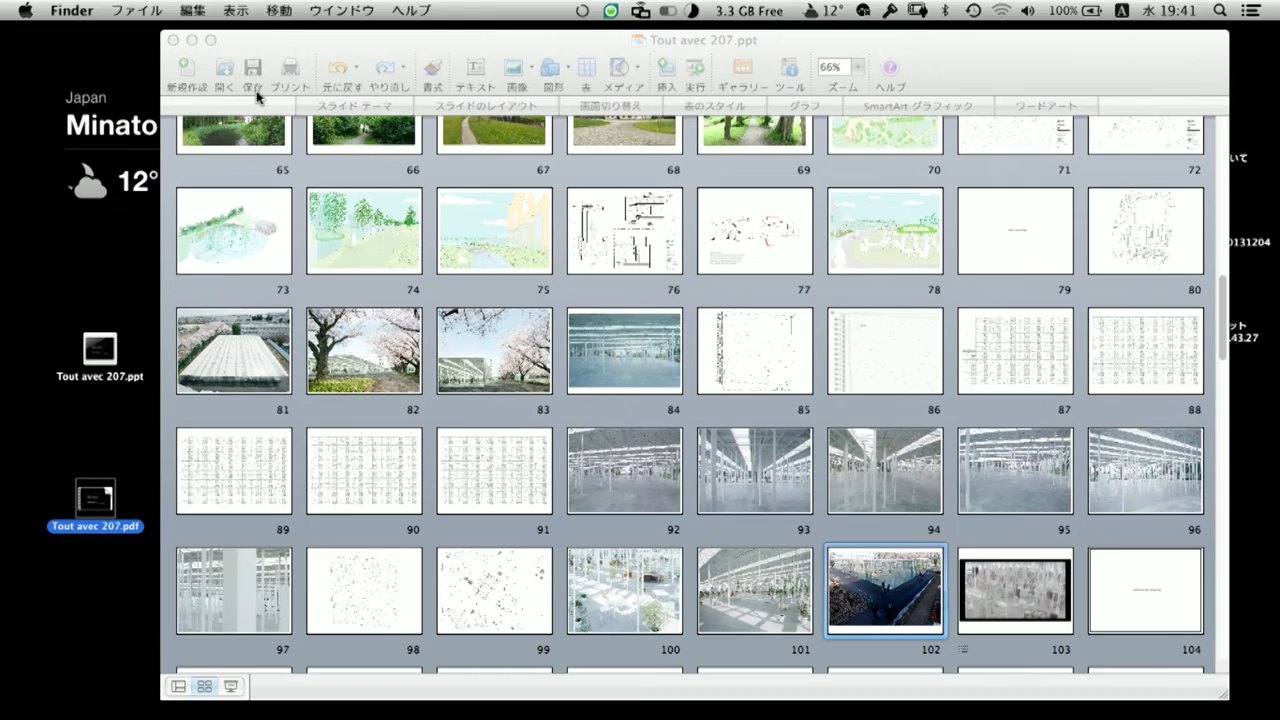 Finder ファイル 編集 表示 移動 ウインドウ ヘルプ 3.3 GB Free 12° 100% A 水 19:41
Tout avec 207.ppt
新規作成 開く 保存 プリント 元に戻す やり直し 書式 テキスト 画像 図形 表 メディア 挿入 実行 ギャラリー ツール 66% ズーム ヘルプ
スライド テーマ スライドのレイアウト 画面切り替え 表のスタイル グラフ SmartArt グラフィック ワードアート
Japan
Minato
12°
Tout avec 207.ppt
Tout avec 207.pdf
65 66 67 68 69 70 71 72
73 74 75 76 77 78 79 80
81 82 83 84 85 86 87 88
89 90 91 92 93 94 95 96
97 98 99 100 101 102 103 104
いて
0131204
ット
.43.27